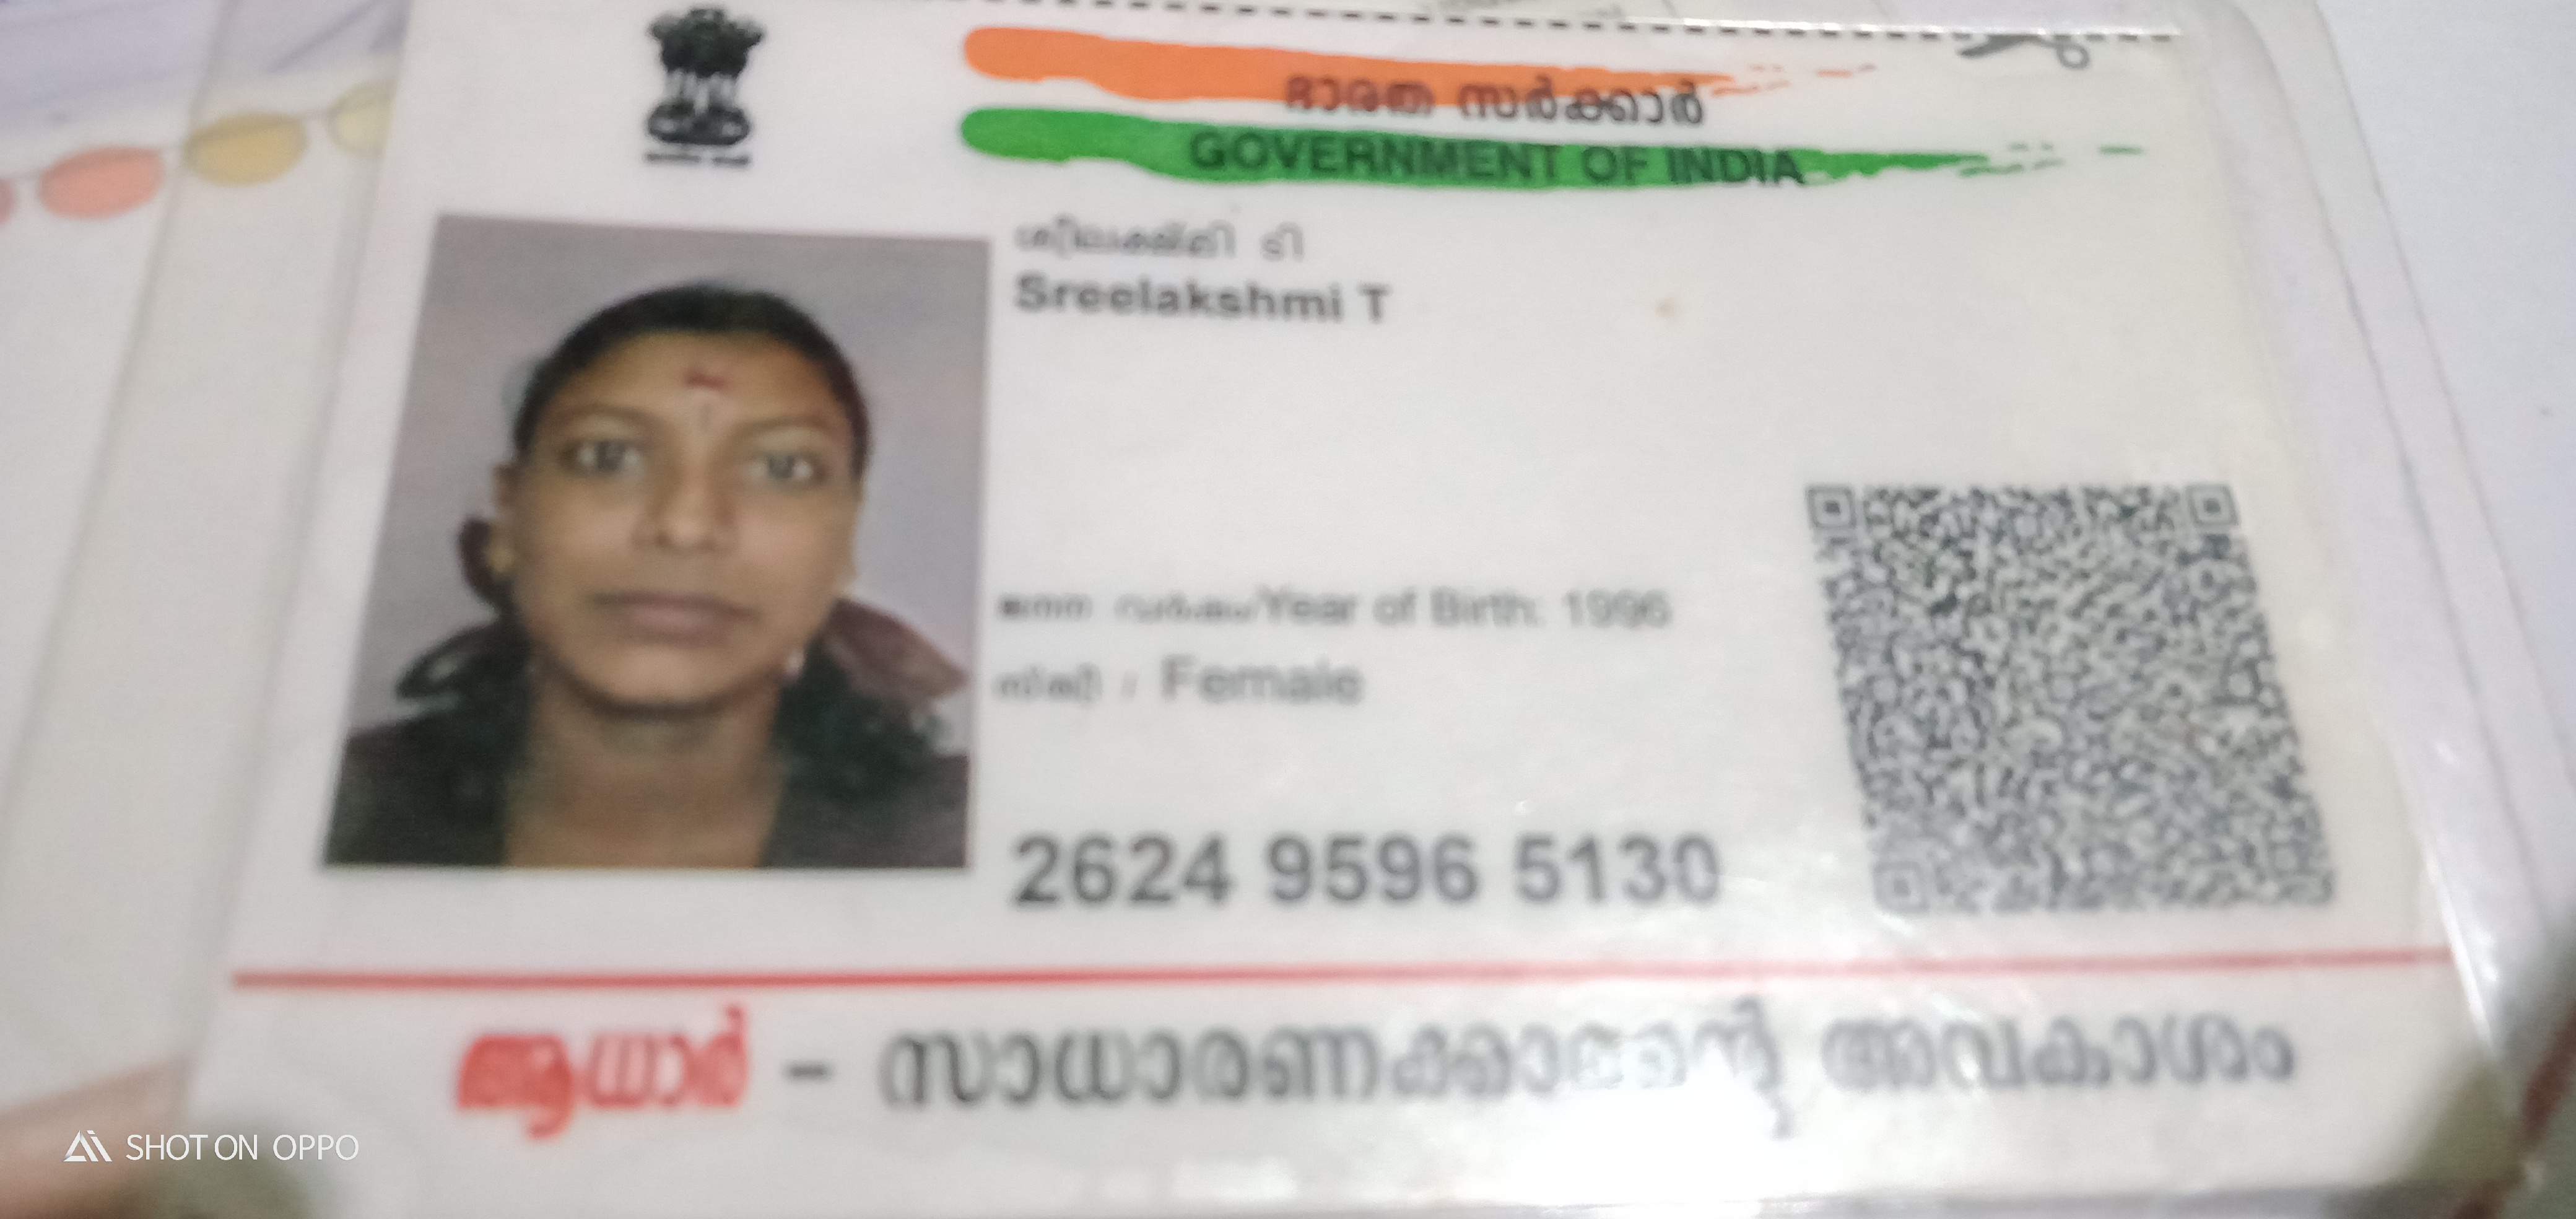 ഭാരത സർക്കാർ
GOVERNMENT OF INDIA
ശ്രീലക്ഷ്മി ടി
Sreelakshmi T
ജനന വർഷം/Year of Birth: 1996
സ്ത്രീ / Female
2624 9596 5130
ആധാർ - സാധാരണക്കാരന്റെ അവകാശം
SHOT ON OPPO